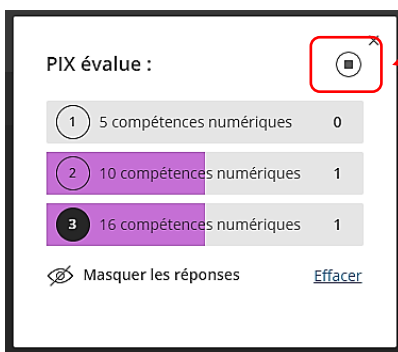 PIX évalue :
1 5 compétences numériques 0
2 10 compétences numériques 1
3 16 compétences numériques 1
Masquer les réponses Effacer